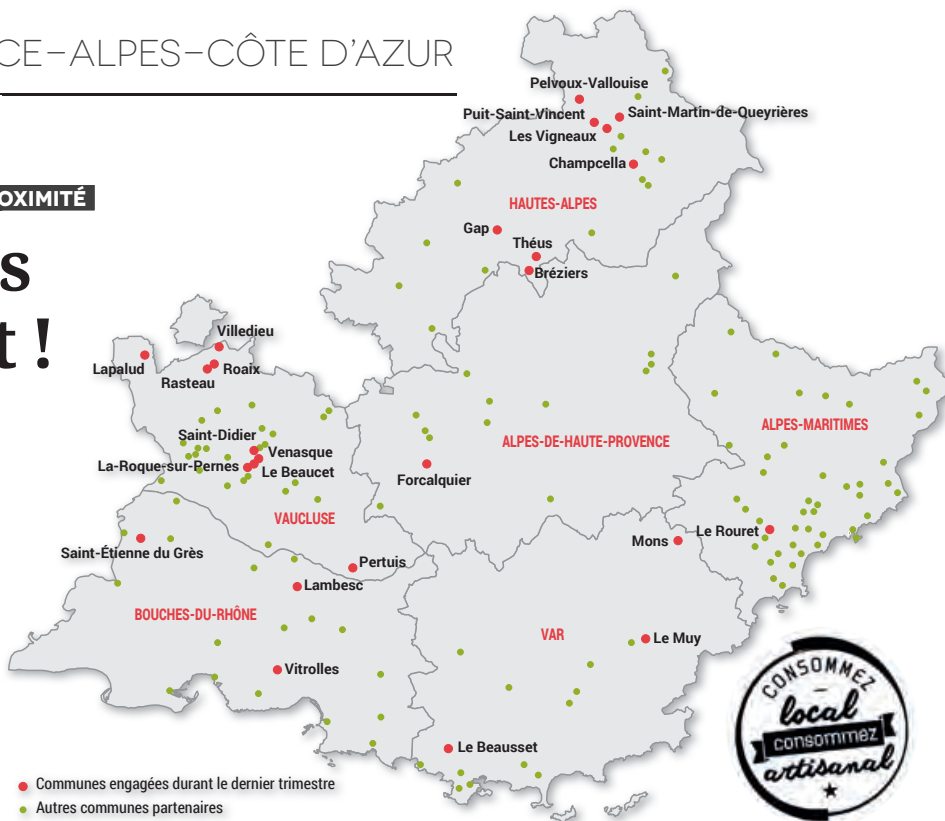 CE–ALPES–CÔTE D'AZUR
OXIMITÉ
s
t !
Pelvoux-Vallouise
Puit-Saint-Vincent
Saint-Martin-de-Queyrières
Les Vigneaux
Champcella
HAUTES-ALPES
Gap
Théus
Bréziers
Villedieu
Lapalud
Roaix
Rasteau
Saint-Didier
Venasque
La-Roque-sur-Pernes
Le Beaucet
VAUCLUSE
ALPES-DE-HAUTE-PROVENCE
Forcalquier
ALPES-MARITIMES
Le Rouret
Mons
Saint-Étienne du Grès
Pertuis
Lambesc
BOUCHES-DU-RHÔNE
Vitrolles
VAR
Le Muy
Le Beausset
CONSOMMEZ
local
consommez
artisanal
Communes engagées durant le dernier trimestre
Autres communes partenaires